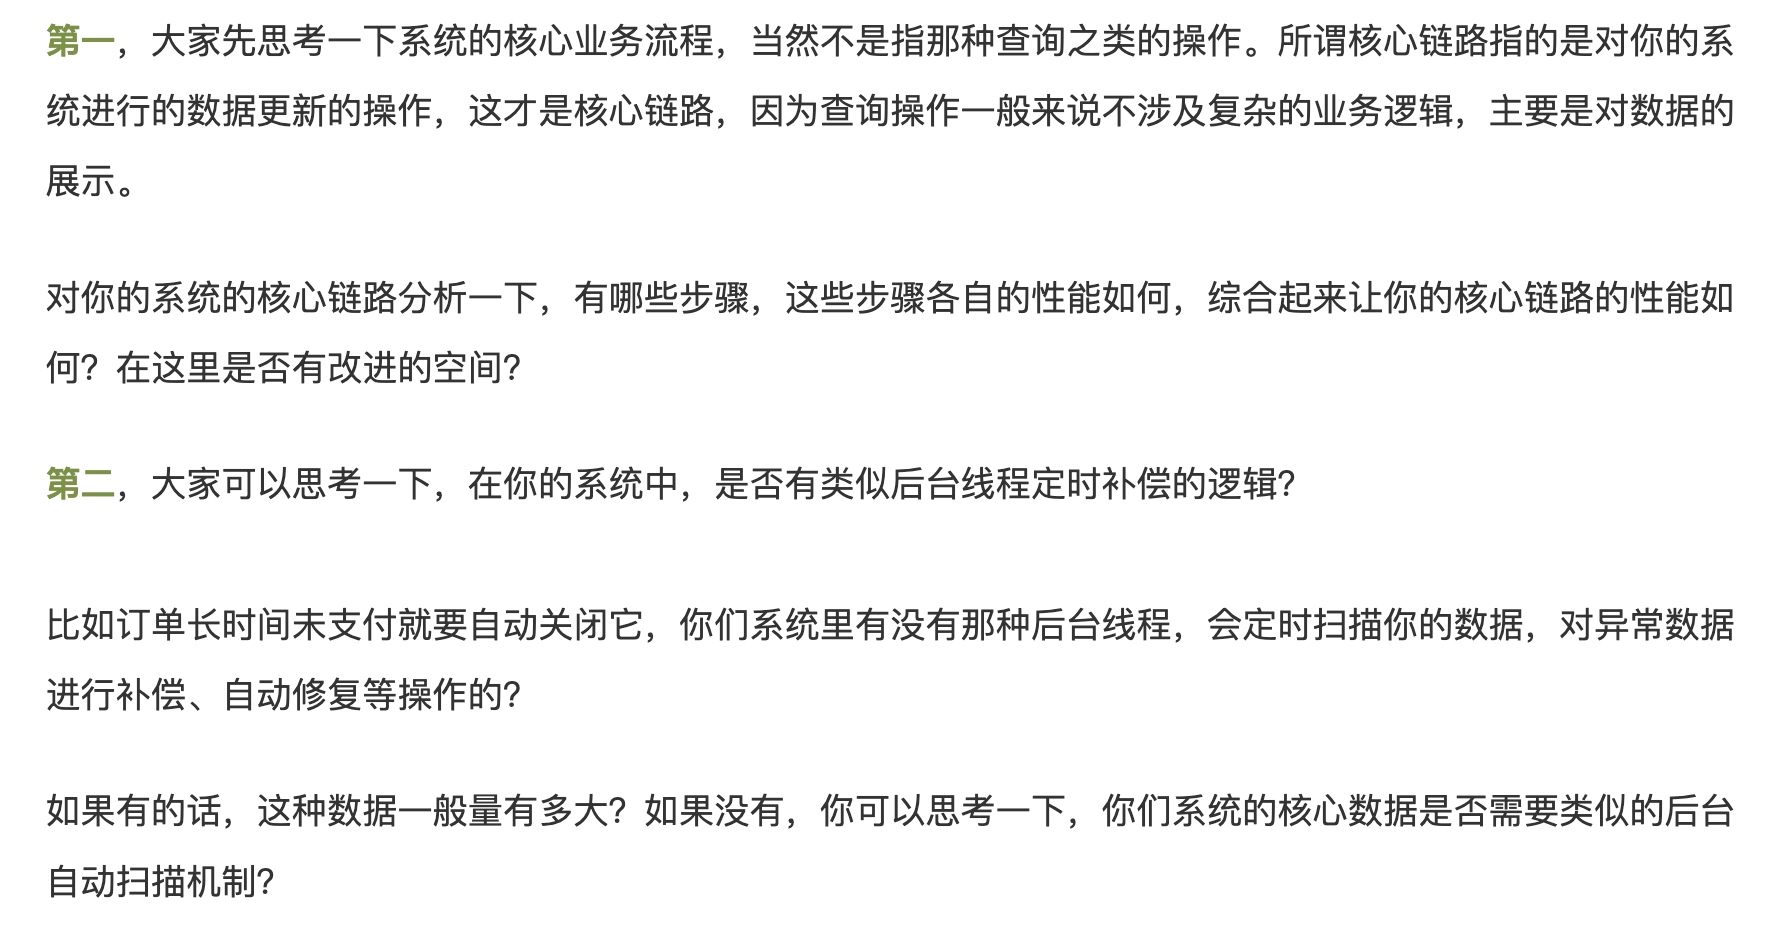 第一，大家先思考一下系统的核心业务流程，当然不是指那种查询之类的操作。所谓核心链路指的是对你的系
统进行的数据更新的操作，这才是核心链路，因为查询操作一般来说不涉及复杂的业务逻辑，主要是对数据的
展示。
对你的系统的核心链路分析一下，有哪些步骤，这些步骤各自的性能如何，综合起来让你的核心链路的性能如
何？在这里是否有改进的空间？
第二，大家可以思考一下，在你的系统中，是否有类似后台线程定时补偿的逻辑？
比如订单长时间未支付就要自动关闭它，你们系统里有没有那种后台线程，会定时扫描你的数据，对异常数据
进行补偿、自动修复等操作的？
如果有的话，这种数据一般量有多大？如果没有，你可以思考一下，你们系统的核心数据是否需要类似的后台
自动扫描机制？